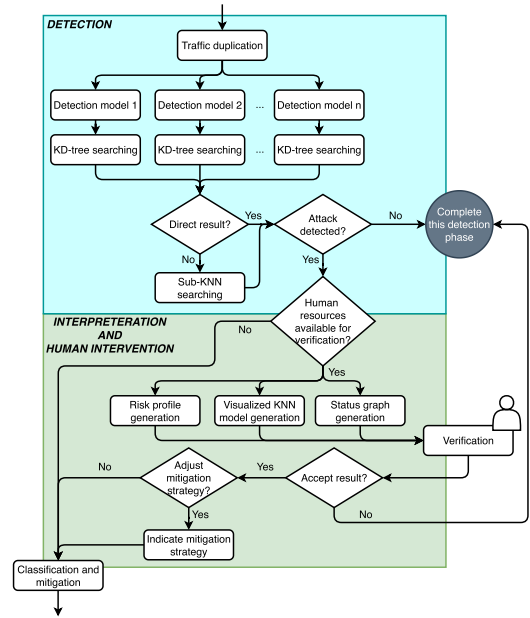 DETECTION
Traffic duplication
Detection model 1
Detection model 2
...
Detection model n
KD-tree searching
KD-tree searching
...
KD-tree searching
Direct result?
Yes
Attack
detected?
No
Complete
this detection
phase
No
Yes
Sub-KNN
searching
Human
resources
available for
verification?
INTERPRETERATION
AND
HUMAN INTERVENTION
No
Yes
Risk profile
generation
Visualized KNN
model generation
Status graph
generation
Verification
Adjust
mitigation
strategy?
No
Yes
Accept result?
No
Yes
Indicate mitigation
strategy
Classification and
mitigation